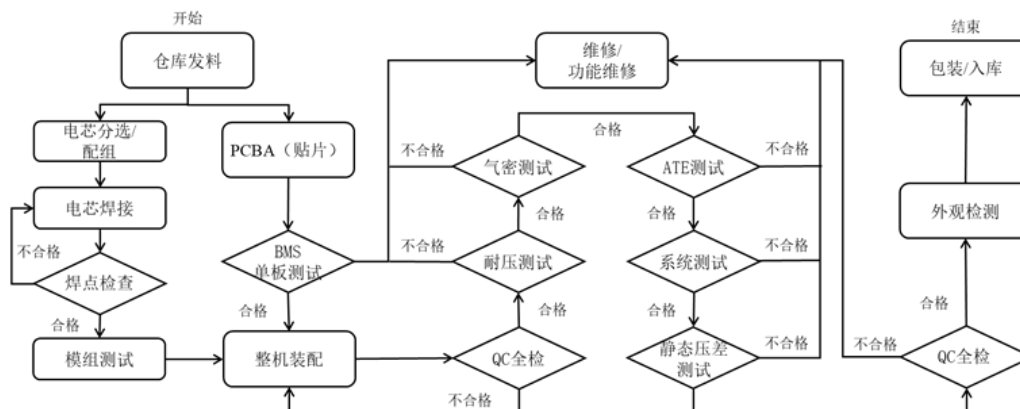 开始
仓库发料
电芯分选/
配组
电芯焊接
不合格
焊点检查
合格
模组测试
PCBA（贴片）
BMS
单板测试
合格
整机装配
维修/
功能维修
合格
不合格
气密测试
合格
不合格
耐压测试
合格
QC全检
不合格
ATE测试
不合格
合格
系统测试
不合格
合格
静态压差
测试
不合格
结束
包装/入库
外观检测
合格
不合格
QC全检